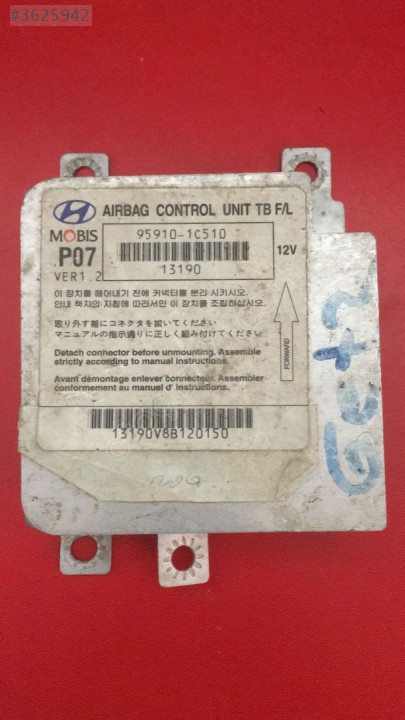 #3625942
AIRBAG CONTROL UNIT TB F/L
MOBIS
95910-1C510
P07
12V
VER1.2
13190
이 장치를 떼어내기 전에 커넥터를 분리 시키시오.
안내 책자의 지침에 따라서만 이 장치를 조립하십시오.
取り外す前にコネクタを抜いてください
マニュアルの指示通りに正しく組み付けてください
Detach connector before unmounting. Assemble
strictly according to manual instructions.
FORWARD
Avant démontage enlever connecteur. Assembler
conformement au manuel d' instructions.
13190V8B120150
Getz